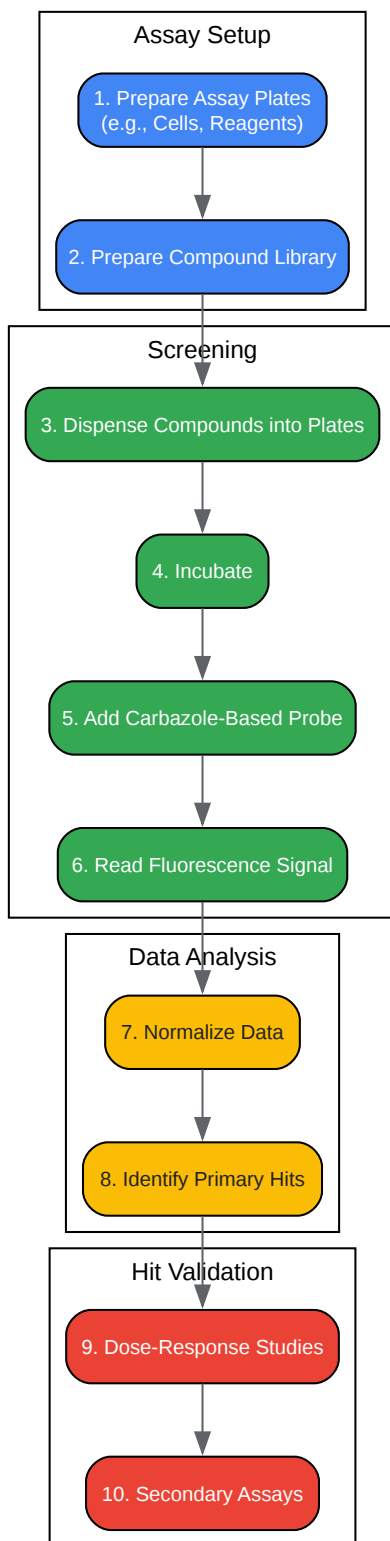 Assay Setup
1. Prepare Assay Plates
(e.g., Cells, Reagents)
2. Prepare Compound Library
Screening
3. Dispense Compounds into Plates
4. Incubate
5. Add Carbazole-Based Probe
6. Read Fluorescence Signal
Data Analysis
7. Normalize Data
8. Identify Primary Hits
Hit Validation
9. Dose-Response Studies
10. Secondary Assays